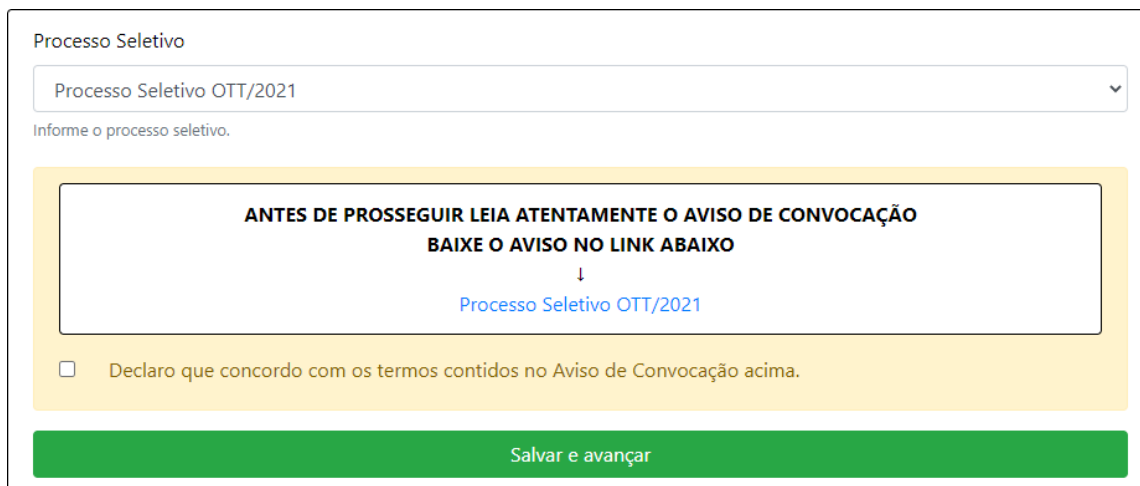 Processo Seletivo
Processo Seletivo OTT/2021
Informe o processo seletivo.
ANTES DE PROSSEGUIR LEIA ATENTAMENTE O AVISO DE CONVOCAÇÃO
BAIXE O AVISO NO LINK ABAIXO
↓
Processo Seletivo OTT/2021
Declaro que concordo com os termos contidos no Aviso de Convocação acima.
Salvar e avançar